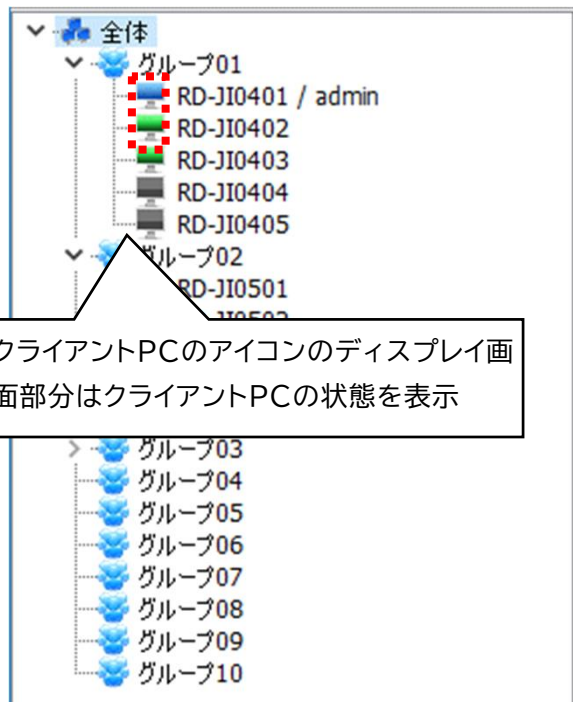 全体
グループ01
RD-JI0401 / admin
RD-JI0402
RD-JI0403
RD-JI0404
RD-JI0405
グループ02
RD-JI0501
クライアントPCのアイコンのディスプレイ画
面部分はクライアントPCの状態を表示
グループ03
グループ04
グループ05
グループ06
グループ07
グループ08
グループ09
グループ10